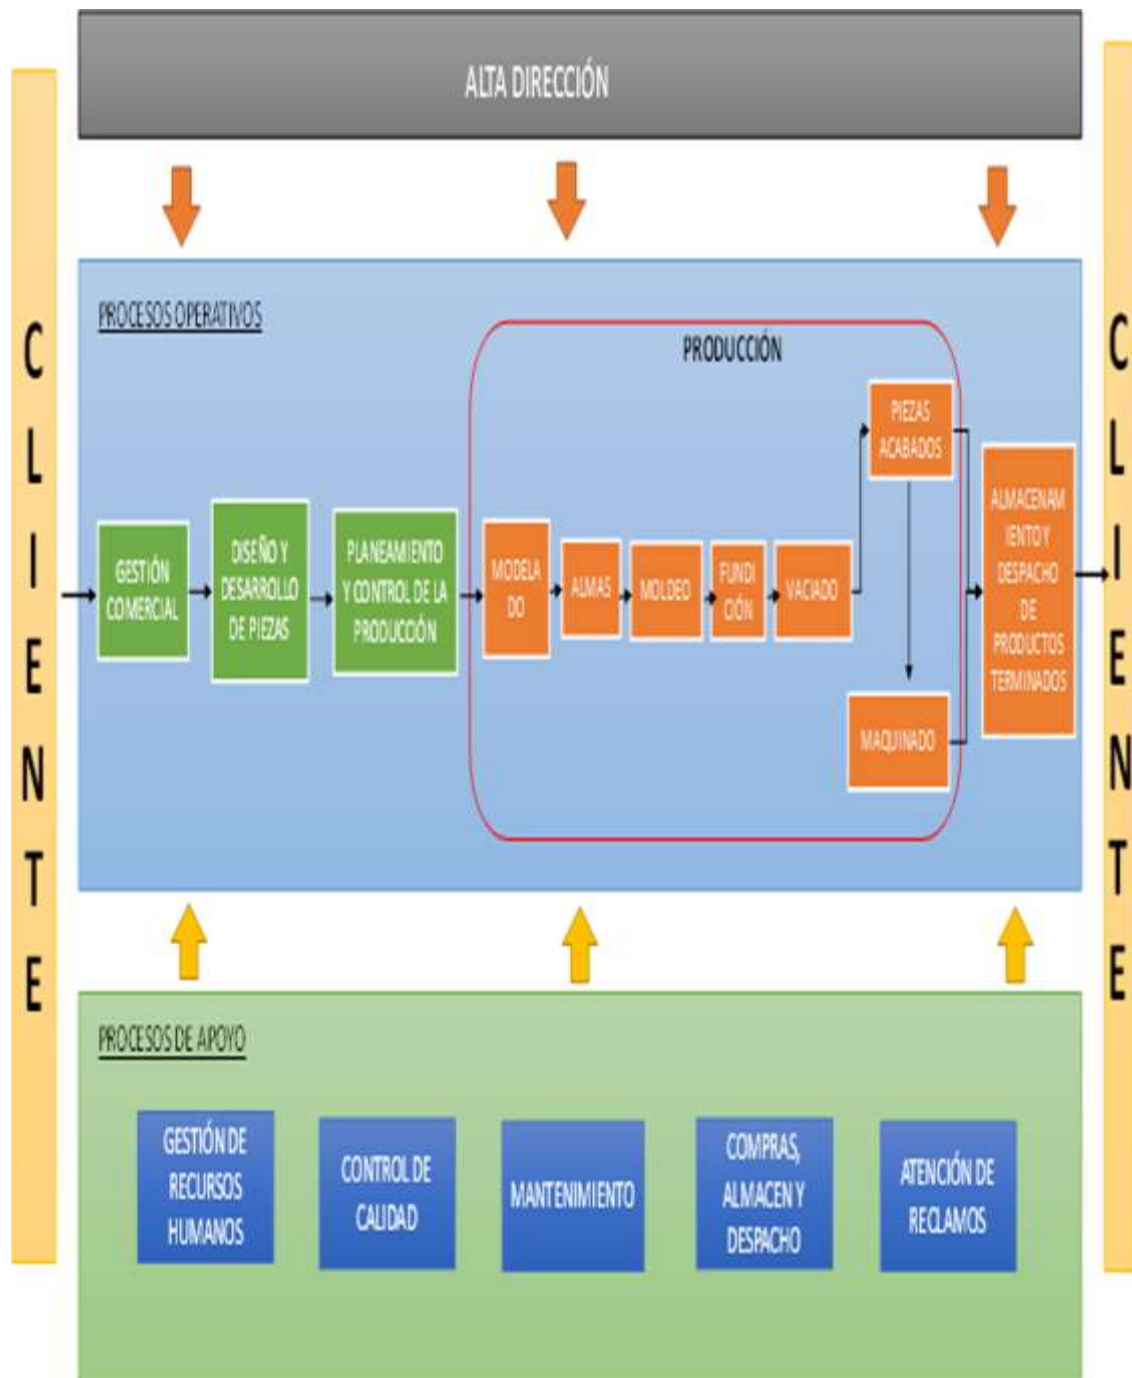 ALTA DIRECCIÓN
C
L
I
E
N
T
E
PROCESOS OPERATIVOS
PRODUCCIÓN
GESTIÓN
COMERCIAL
DISEÑO Y
DESARROLLO
DE PIEZAS
PLANEAMIENTO
Y CONTROL DE LA
PRODUCCIÓN
MODELA
DO
ALMAS
MOLDEO
FUNDI
CIÓN
VACIADO
PIEZAS
ACABADOS
MAQUINADO
ALMACENAM
IENTO Y
DESPACHO
DE
PRODUCTOS
TERMINADOS
C
L
I
E
N
T
E
PROCESOS DE APOYO
GESTIÓN DE
RECURSOS
HUMANOS
CONTROL DE
CALIDAD
MANTENIMIENTO
COMPRAS,
ALMACEN Y
DESPACHO
ATENCIÓN DE
RECLAMOS